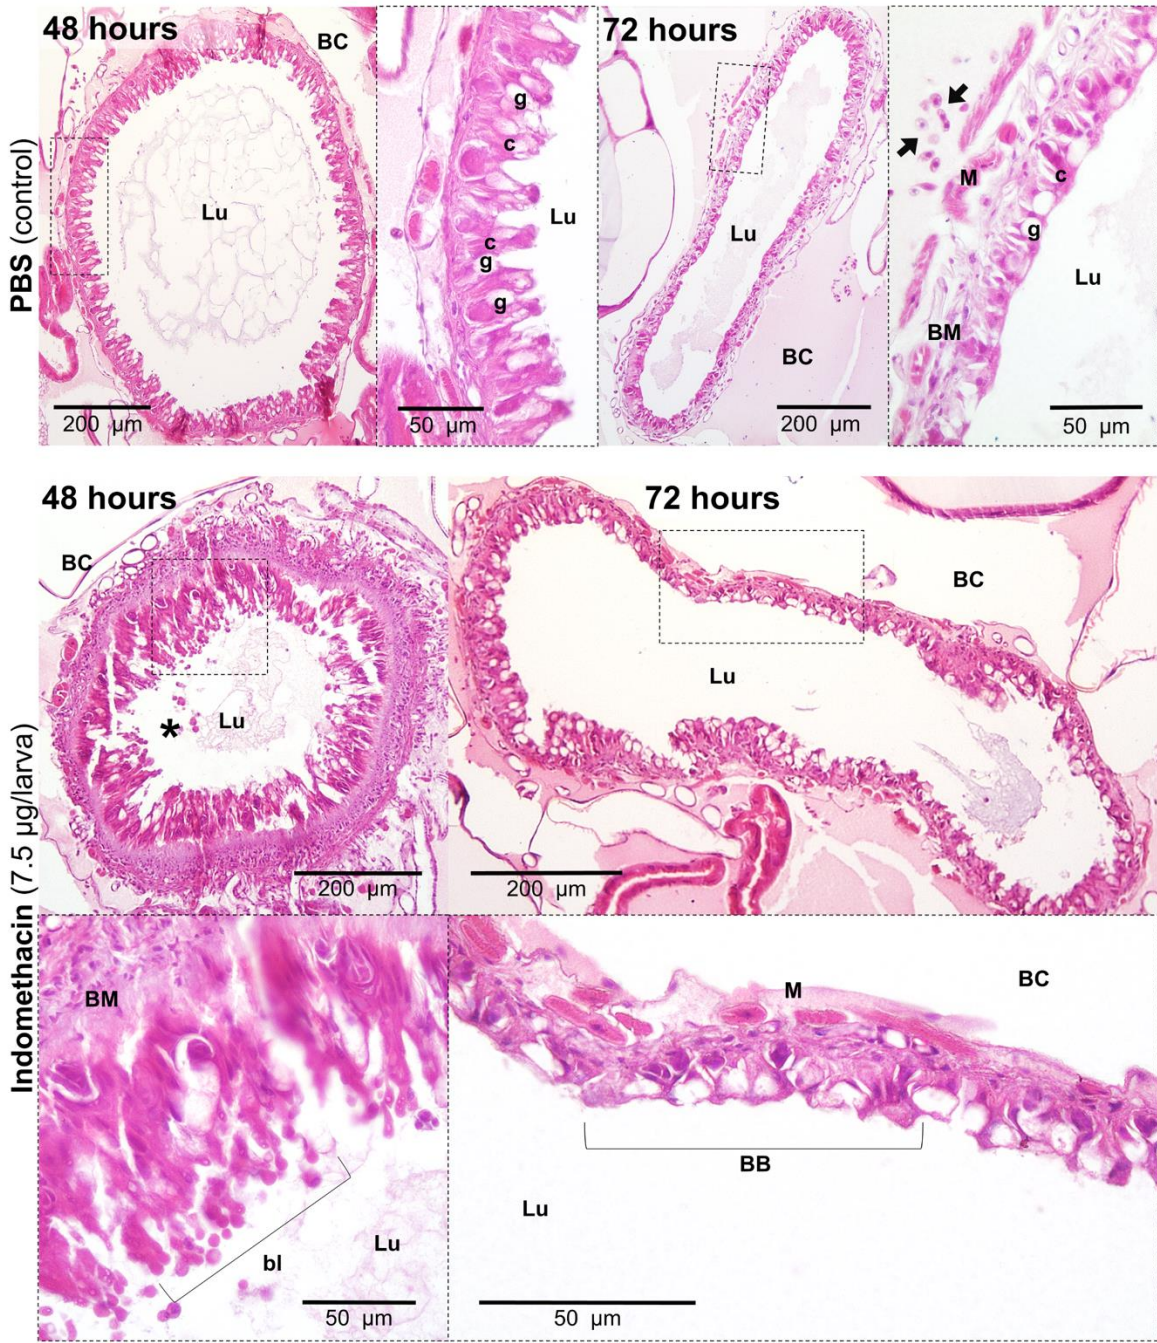 48 hours
BC
Lu
200 µm
g
c
Lu
c
g
g
50 µm
72 hours
Lu
BC
200 µm
M
c
g
Lu
BM
50 µm
PBS (control)
48 hours
BC
Lu
*
200 µm
72 hours
BC
Lu
200 µm
Indomethacin (7.5 µg/larva)
BM
bl
Lu
50 µm
M
BC
BB
Lu
50 µm